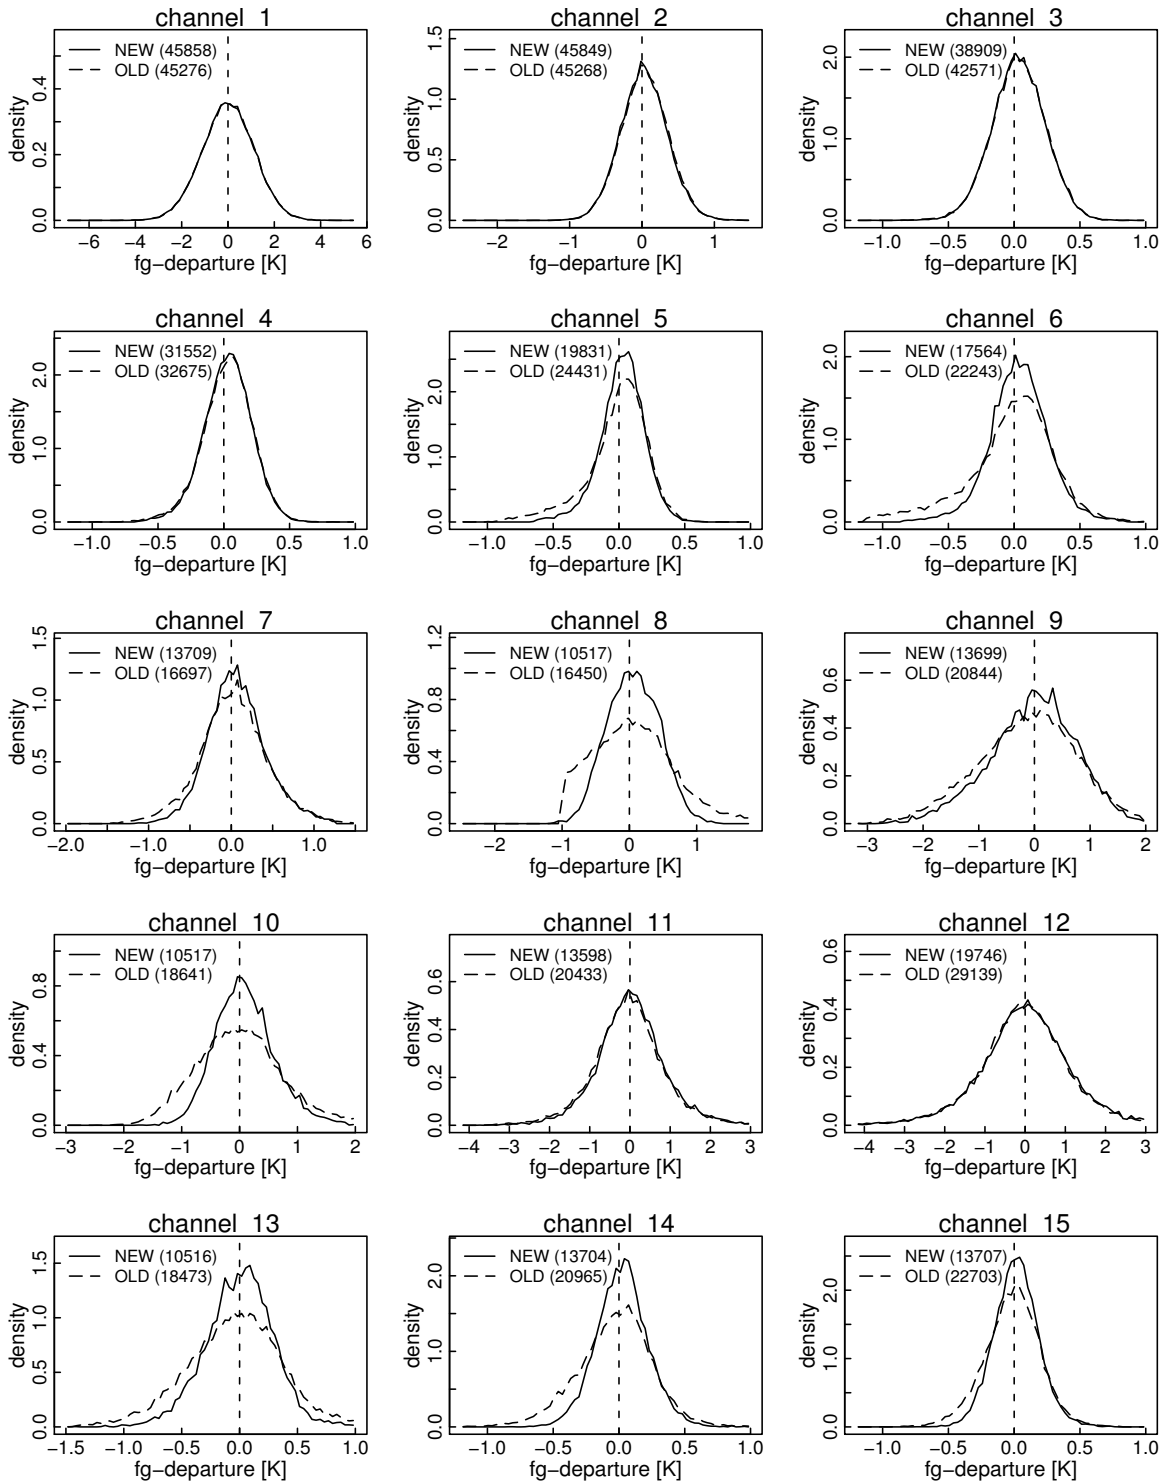 channel 1
NEW (45858)
OLD (45276)
density
0.0 0.2 0.4
−6 −4 −2 0 2 4 6
fg−departure [K]
channel 2
NEW (45849)
OLD (45268)
density
0.0 0.5 1.0 1.5
−2 −1 0 1
fg−departure [K]
channel 3
NEW (38909)
OLD (42571)
density
0.0 1.0 2.0
−1.0 −0.5 0.0 0.5 1.0
fg−departure [K]
channel 4
NEW (31552)
OLD (32675)
density
0.0 1.0 2.0
−1.0 −0.5 0.0 0.5 1.0
fg−departure [K]
channel 5
NEW (19831)
OLD (24431)
density
0.0 1.0 2.0
−1.0 −0.5 0.0 0.5 1.0
fg−departure [K]
channel 6
NEW (17564)
OLD (22243)
density
0.0 1.0 2.0
−1.0 −0.5 0.0 0.5 1.0
fg−departure [K]
channel 7
NEW (13709)
OLD (16697)
density
0.0 0.5 1.0 1.5
−2.0 −1.0 0.0 1.0
fg−departure [K]
channel 8
NEW (10517)
OLD (16450)
density
0.0 0.4 0.8 1.2
−2 −1 0 1
fg−departure [K]
channel 9
NEW (13699)
OLD (20844)
density
0.0 0.2 0.4 0.6
−3 −2 −1 0 1 2
fg−departure [K]
channel 10
NEW (10517)
OLD (18641)
density
0.0 0.4 0.8
−3 −2 −1 0 1 2
fg−departure [K]
channel 11
NEW (13598)
OLD (20433)
density
0.0 0.2 0.4 0.6
−4 −3 −2 −1 0 1 2 3
fg−departure [K]
channel 12
NEW (19746)
OLD (29139)
density
0.0 0.2 0.4 0.6
−4 −3 −2 −1 0 1 2 3
fg−departure [K]
channel 13
NEW (10516)
OLD (18473)
density
0.0 0.5 1.0 1.5
−1.5 −1.0 −0.5 0.0 0.5 1.0
fg−departure [K]
channel 14
NEW (13704)
OLD (20965)
density
0.0 1.0 2.0
−1.0 −0.5 0.0 0.5 1.0
fg−departure [K]
channel 15
NEW (13707)
OLD (22703)
density
0.0 1.0 2.0
−1.0 −0.5 0.0 0.5 1.0
fg−departure [K]